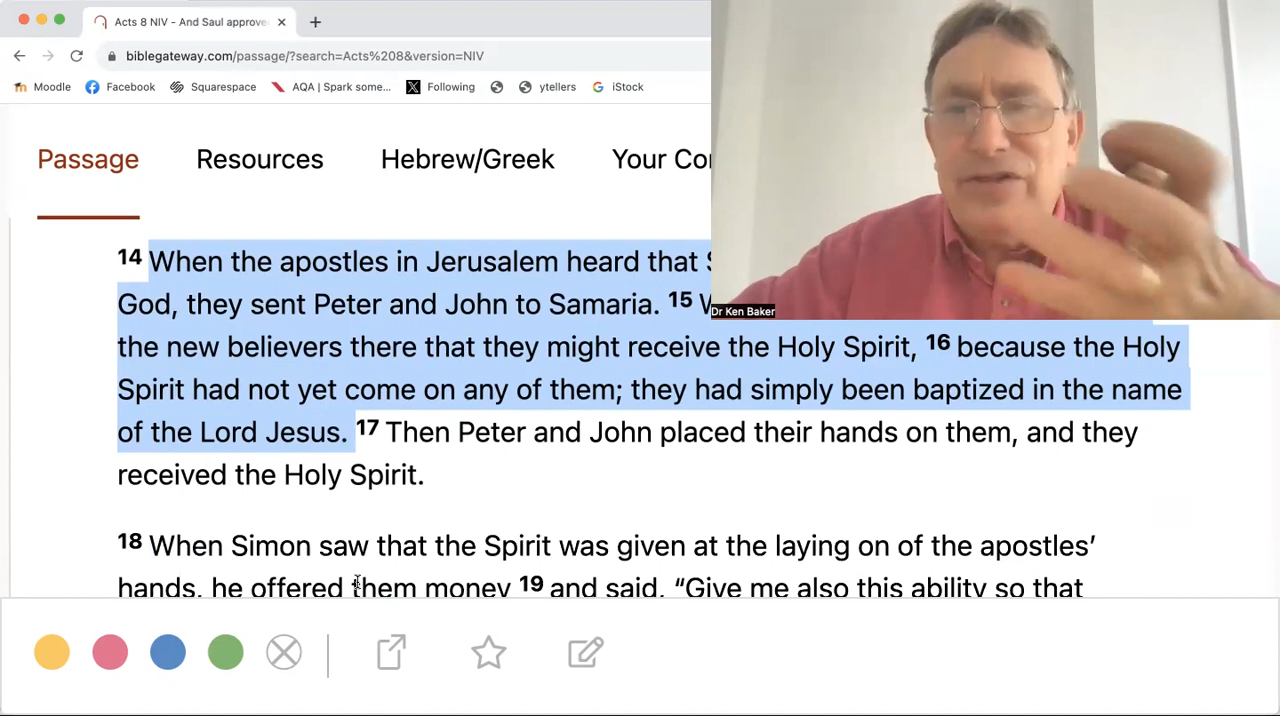 Acts 8 NIV - And Saul approve
biblegateway.com/passage/?search=Acts%208&version=NIV
Moodle Facebook Squarespace AQA | Spark some... Following ytellers iStock
Passage Resources Hebrew/Greek Your Co
14 When the apostles in Jerusalem heard that
God, they sent Peter and John to Samaria. 15
the new believers there that they might receive the Holy Spirit, 16 because the Holy
Spirit had not yet come on any of them; they had simply been baptized in the name
of the Lord Jesus. 17 Then Peter and John placed their hands on them, and they
received the Holy Spirit.
18 When Simon saw that the Spirit was given at the laying on of the apostles’
hands, he offered them money 19 and said, “Give me also this ability so that
Dr Ken Baker